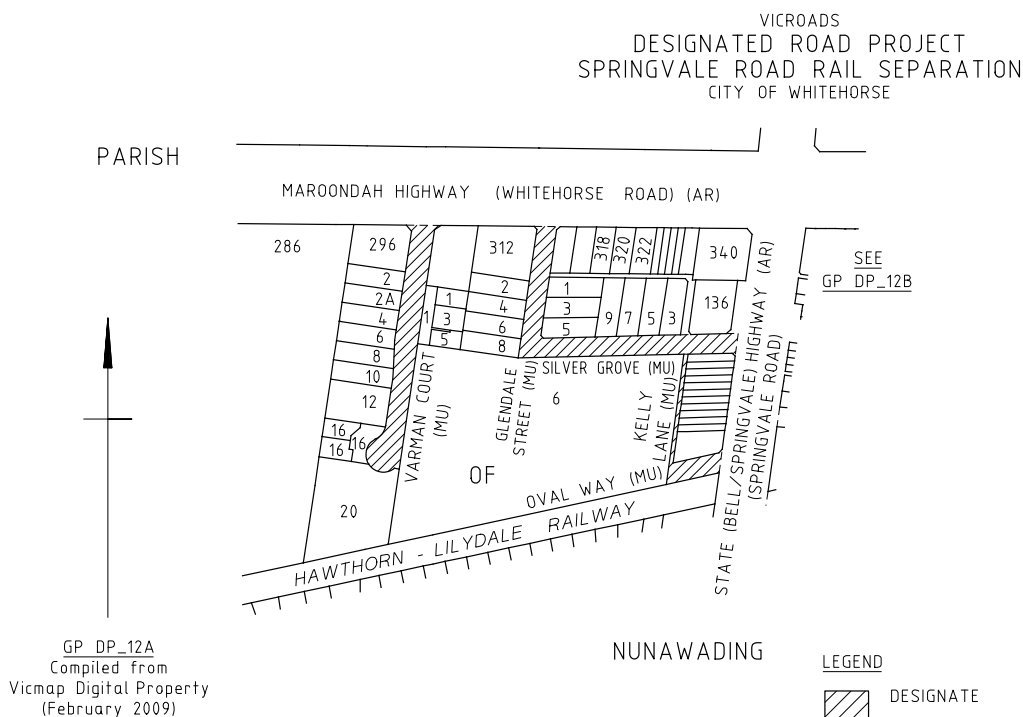 VICROADS
DESIGNATED ROAD PROJECT
SPRINGVALE ROAD RAIL SEPARATION
CITY OF WHITEHORSE
PARISH
MAROONDAH HIGHWAY (WHITEHORSE ROAD) (AR)
286
296
312
318
320
322
340
SEE
GP DP_12B
2
2A
4
6
8
10
12
16
16
16
20
1
1
3
5
2
4
6
8
1
3
5
9
7
5
3
136
SILVER GROVE (MU)
6
VARMAN COURT
(MU)
GLENDALE
STREET (MU)
KELLY
LANE (MU)
OF
OVAL WAY (MU)
HAWTHORN - LILYDALE RAILWAY
STATE (BELL/SPRINGVALE) HIGHWAY (AR)
(SPRINGVALE ROAD)
GP DP_12A
Compiled from
Vicmap Digital Property
(February 2009)
NUNAWADING
LEGEND
DESIGNATE